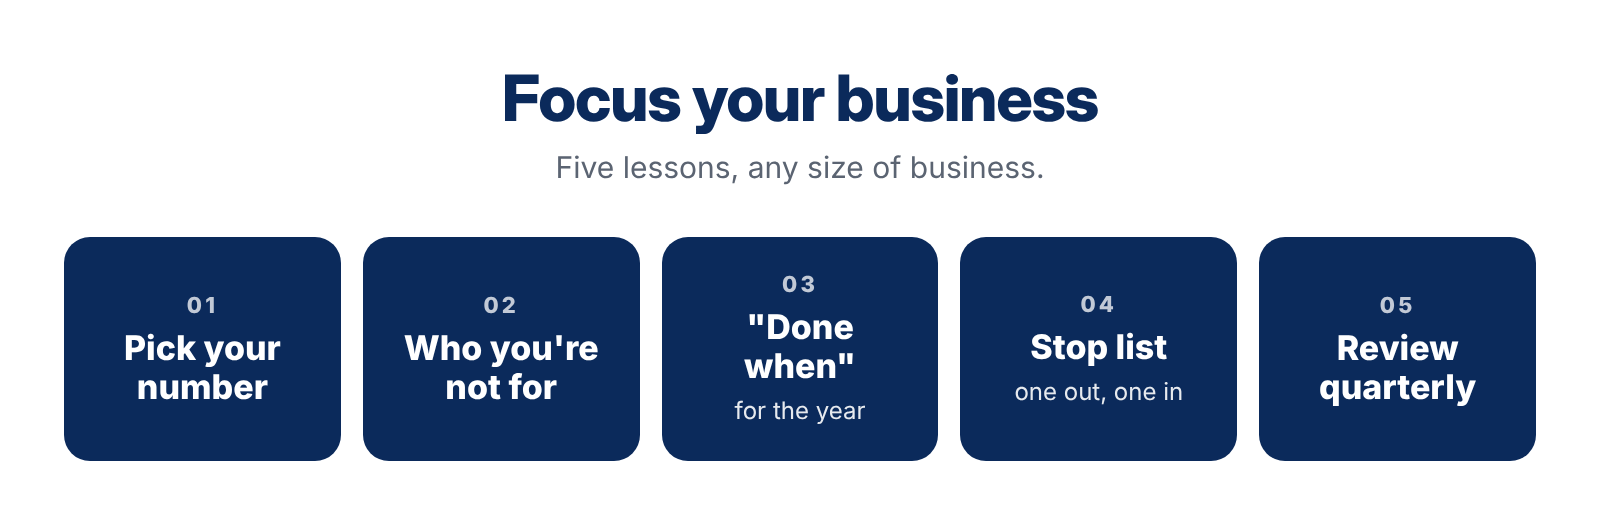 Focus your business
Five lessons, any size of business.
01
Pick your
number
02
Who you're
not for
03
"Done
when"
for the year
04
Stop list
one out, one in
05
Review
quarterly